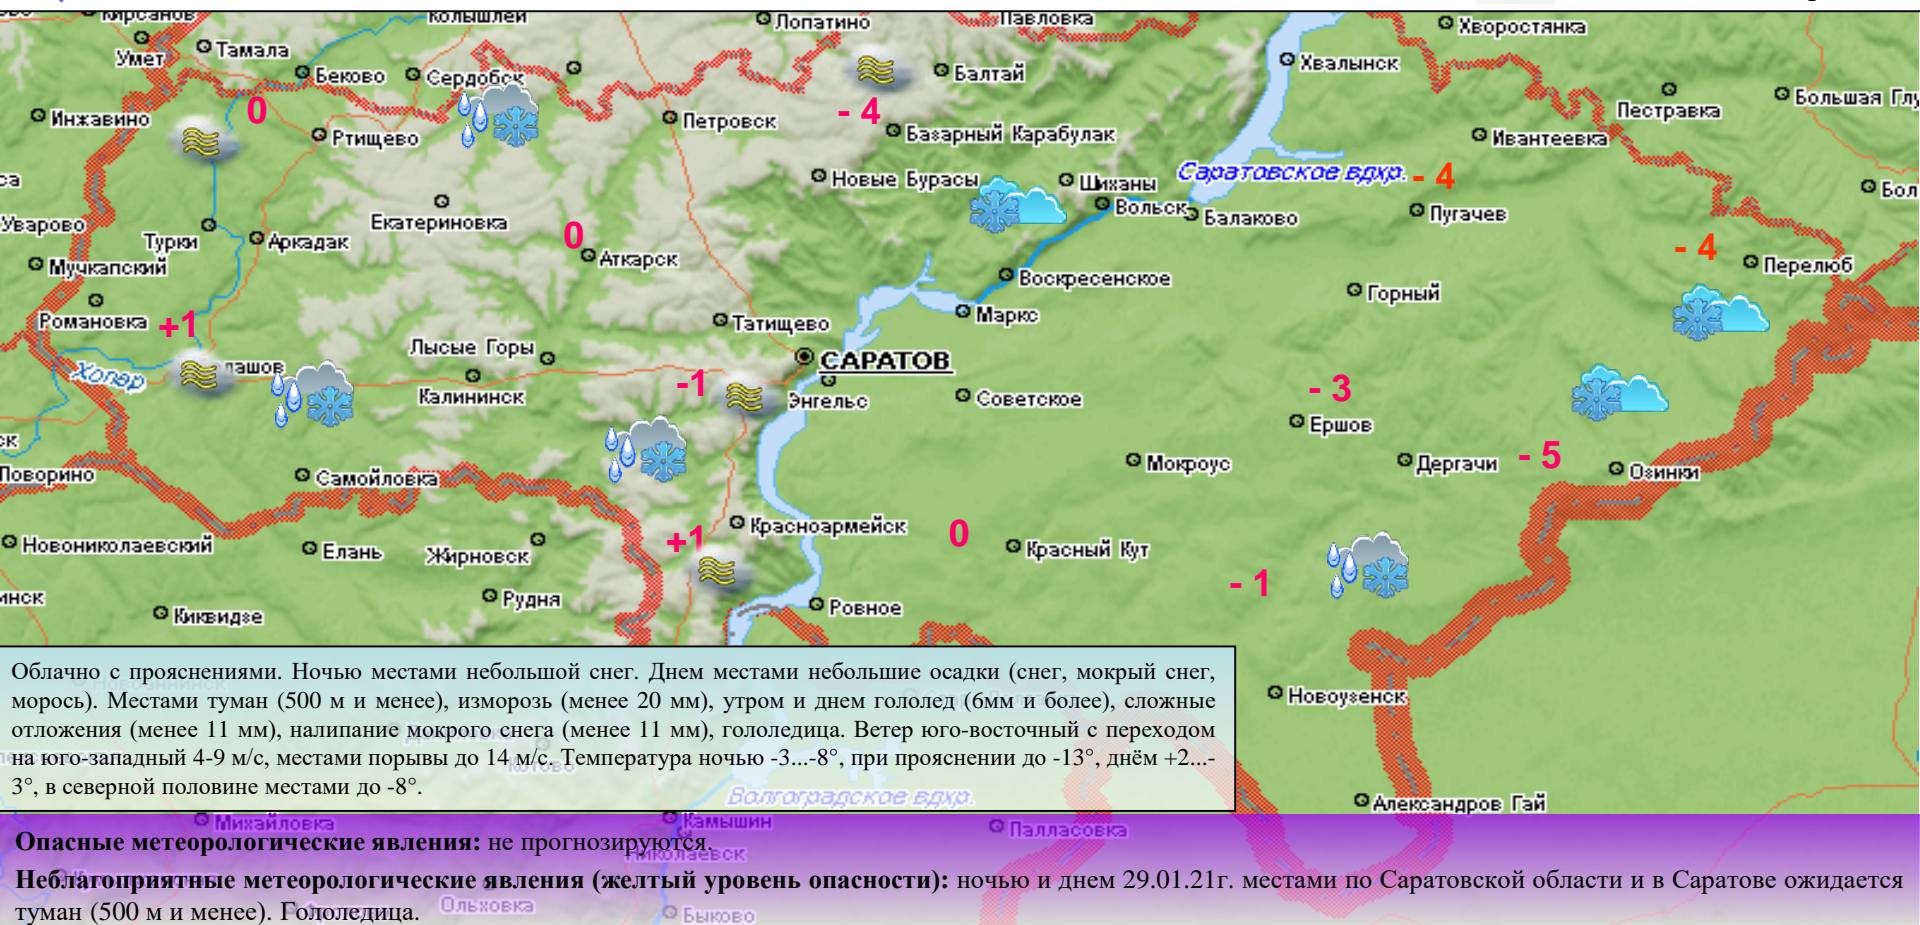 Кирсанов
Колышлей
Лопатино
Павловка
Хворостянка
Умет
Тамала
Беково
Сердобск
Балтай
Хвалынск
Пестравка
Большая Глу
Инжавино
0
Ртищево
Петровск
- 4
Базарный Карабулак
Ивантеевка
са
Новые Бурасы
Шиханы
Саратовское вдхр.
- 4
Бол
Уварово
Турки
Аркадак
Екатериновка
0
Аткарск
Вольск
Балаково
Пугачев
- 4
Перелюб
Мучкапский
Воскресенское
Горный
Романовка
+1
Татищево
Маркс
Лысые Горы
САРАТОВ
Хопер
лашов
Калининск
-1
Энгельс
Советское
- 3
Ершов
ск
Поворино
Самойловка
Мокроус
Дергачи
- 5
Озинки
Новониколаевский
Елань
Жирновск
Красноармейск
+1
0
Красный Кут
- 1
инск
Киквидзе
Рудня
Ровное
Облачно с прояснениями. Ночью местами небольшой снег. Днем местами небольшие осадки (снег, мокрый снег,
морось). Местами туман (500 м и менее), изморозь (менее 20 мм), утром и днем гололед (6мм и более), сложные
отложения (менее 11 мм), налипание мокрого снега (менее 11 мм), гололедица. Ветер юго-восточный с переходом
на юго-западный 4-9 м/с, местами порывы до 14 м/с. Температура ночью -3...-8°, при прояснении до -13°, днём +2...-
3°, в северной половине местами до -8°.
Новоузенск
Котово
Волгоградское вдхр.
Александров Гай
Михайловка
Камышин
Палласовка
Опасные метеорологические явления: не прогнозируются.
Николаевск
Неблагоприятные метеорологические явления (желтый уровень опасности): ночью и днем 29.01.21г. местами по Саратовской области и в Саратове ожидается
туман (500 м и менее). Гололедица.
Ольховка
Быково